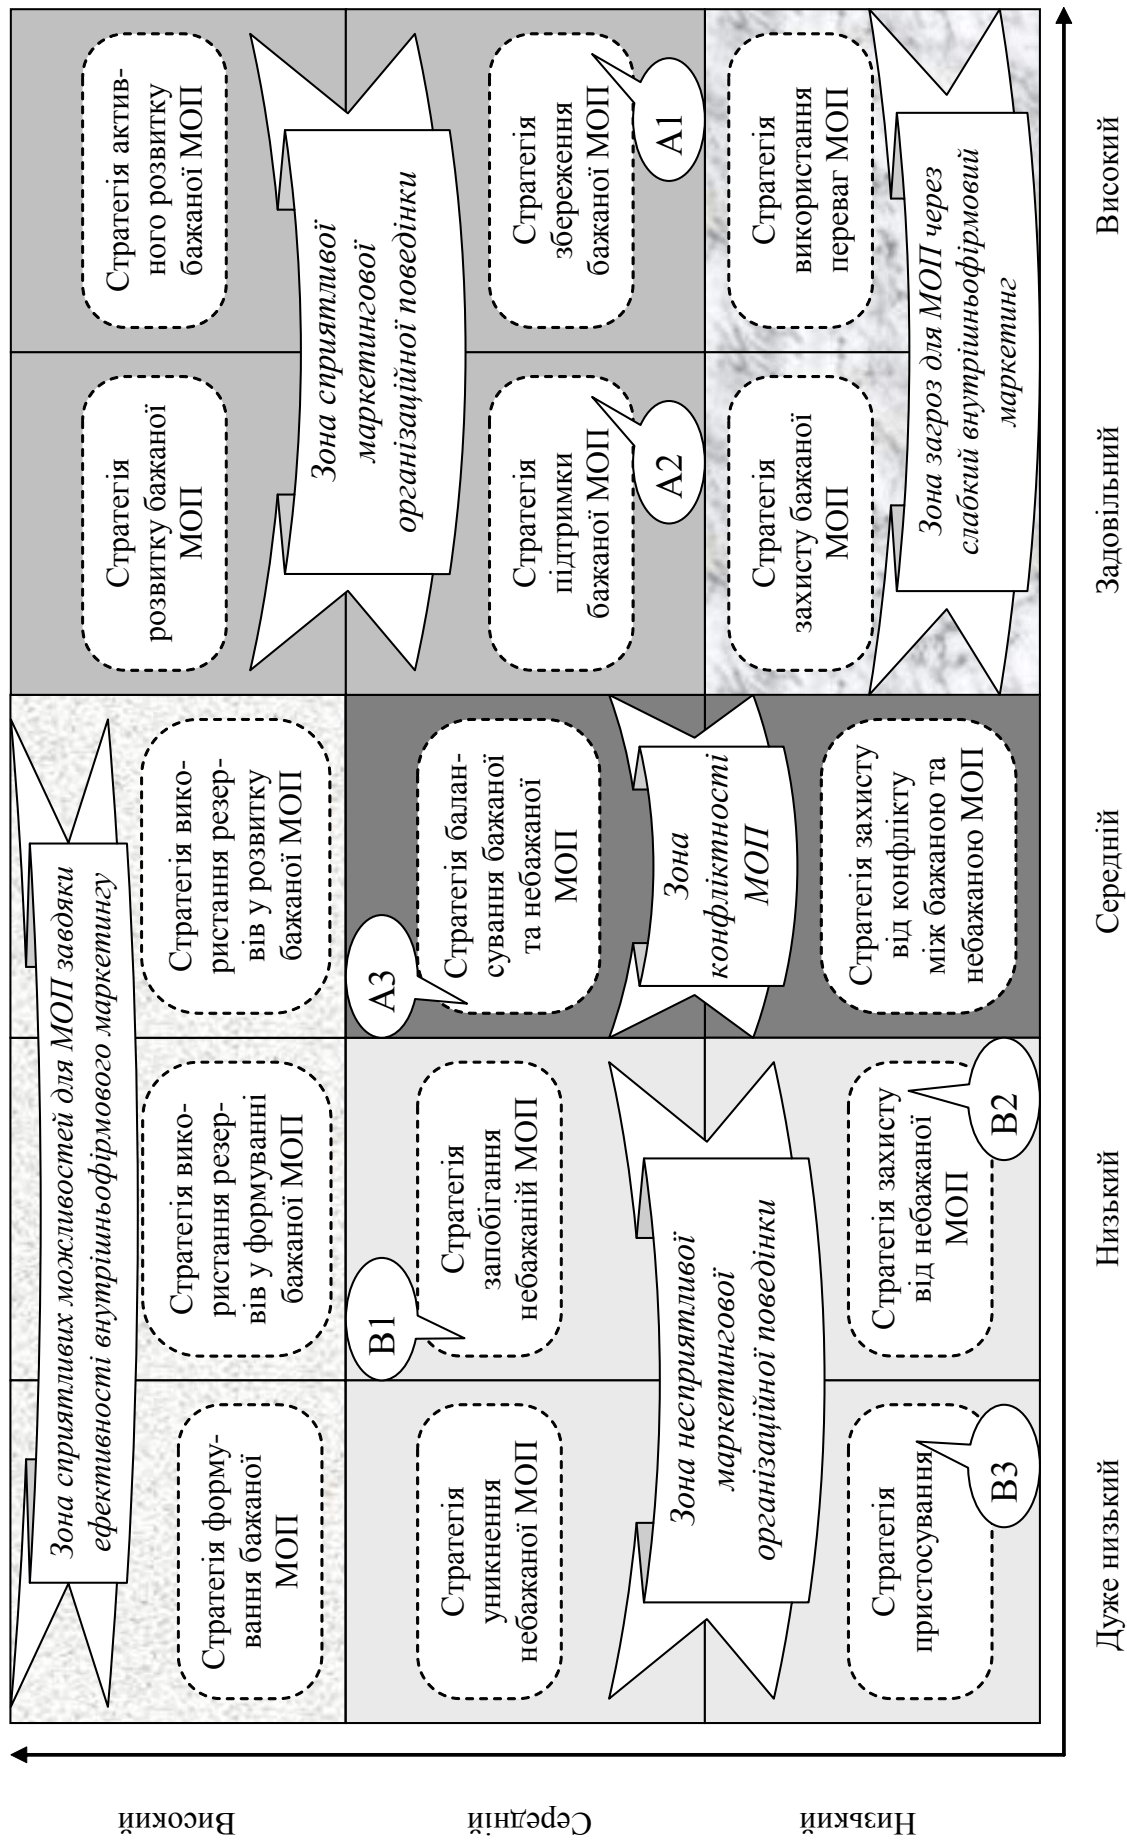 Зона сприятливих можливостей для МОП завдяки
ефективності внутрішньофірмового маркетингу
Стратегія форму-
вання бажаної
МОП
Стратегія вико-
ристання резер-
вів у формуванні
бажаної МОП
Стратегія вико-
ристання резер-
вів у розвитку
бажаної МОП
Стратегія
розвитку бажаної
МОП
Стратегія актив-
ного розвитку
бажаної МОП
Зона сприятливої
маркетингової
організаційної поведінки
Стратегія
уникнення
небажаної МОП
В1
Стратегія
запобігання
небажаній МОП
А3
Стратегія балан-
сування бажаної
та небажаної
МОП
Стратегія
підтримки
бажаної МОП
А2
Стратегія
збереження
бажаної МОП
А1
Зона несприятливої
маркетингової
організаційної поведінки
Зона
конфліктності
МОП
Стратегія
пристосування
В3
Стратегія захисту
від небажаної
МОП
В2
Стратегія захисту
від конфлікту
між бажаною та
небажаною МОП
Стратегія
захисту бажаної
МОП
Стратегія
використання
переваг МОП
Зона загроз для МОП через
слабкий внутрішньофірмовий
маркетинг
Високий
Середній
Низький
Дуже низький
Низький
Середній
Задовільний
Високий